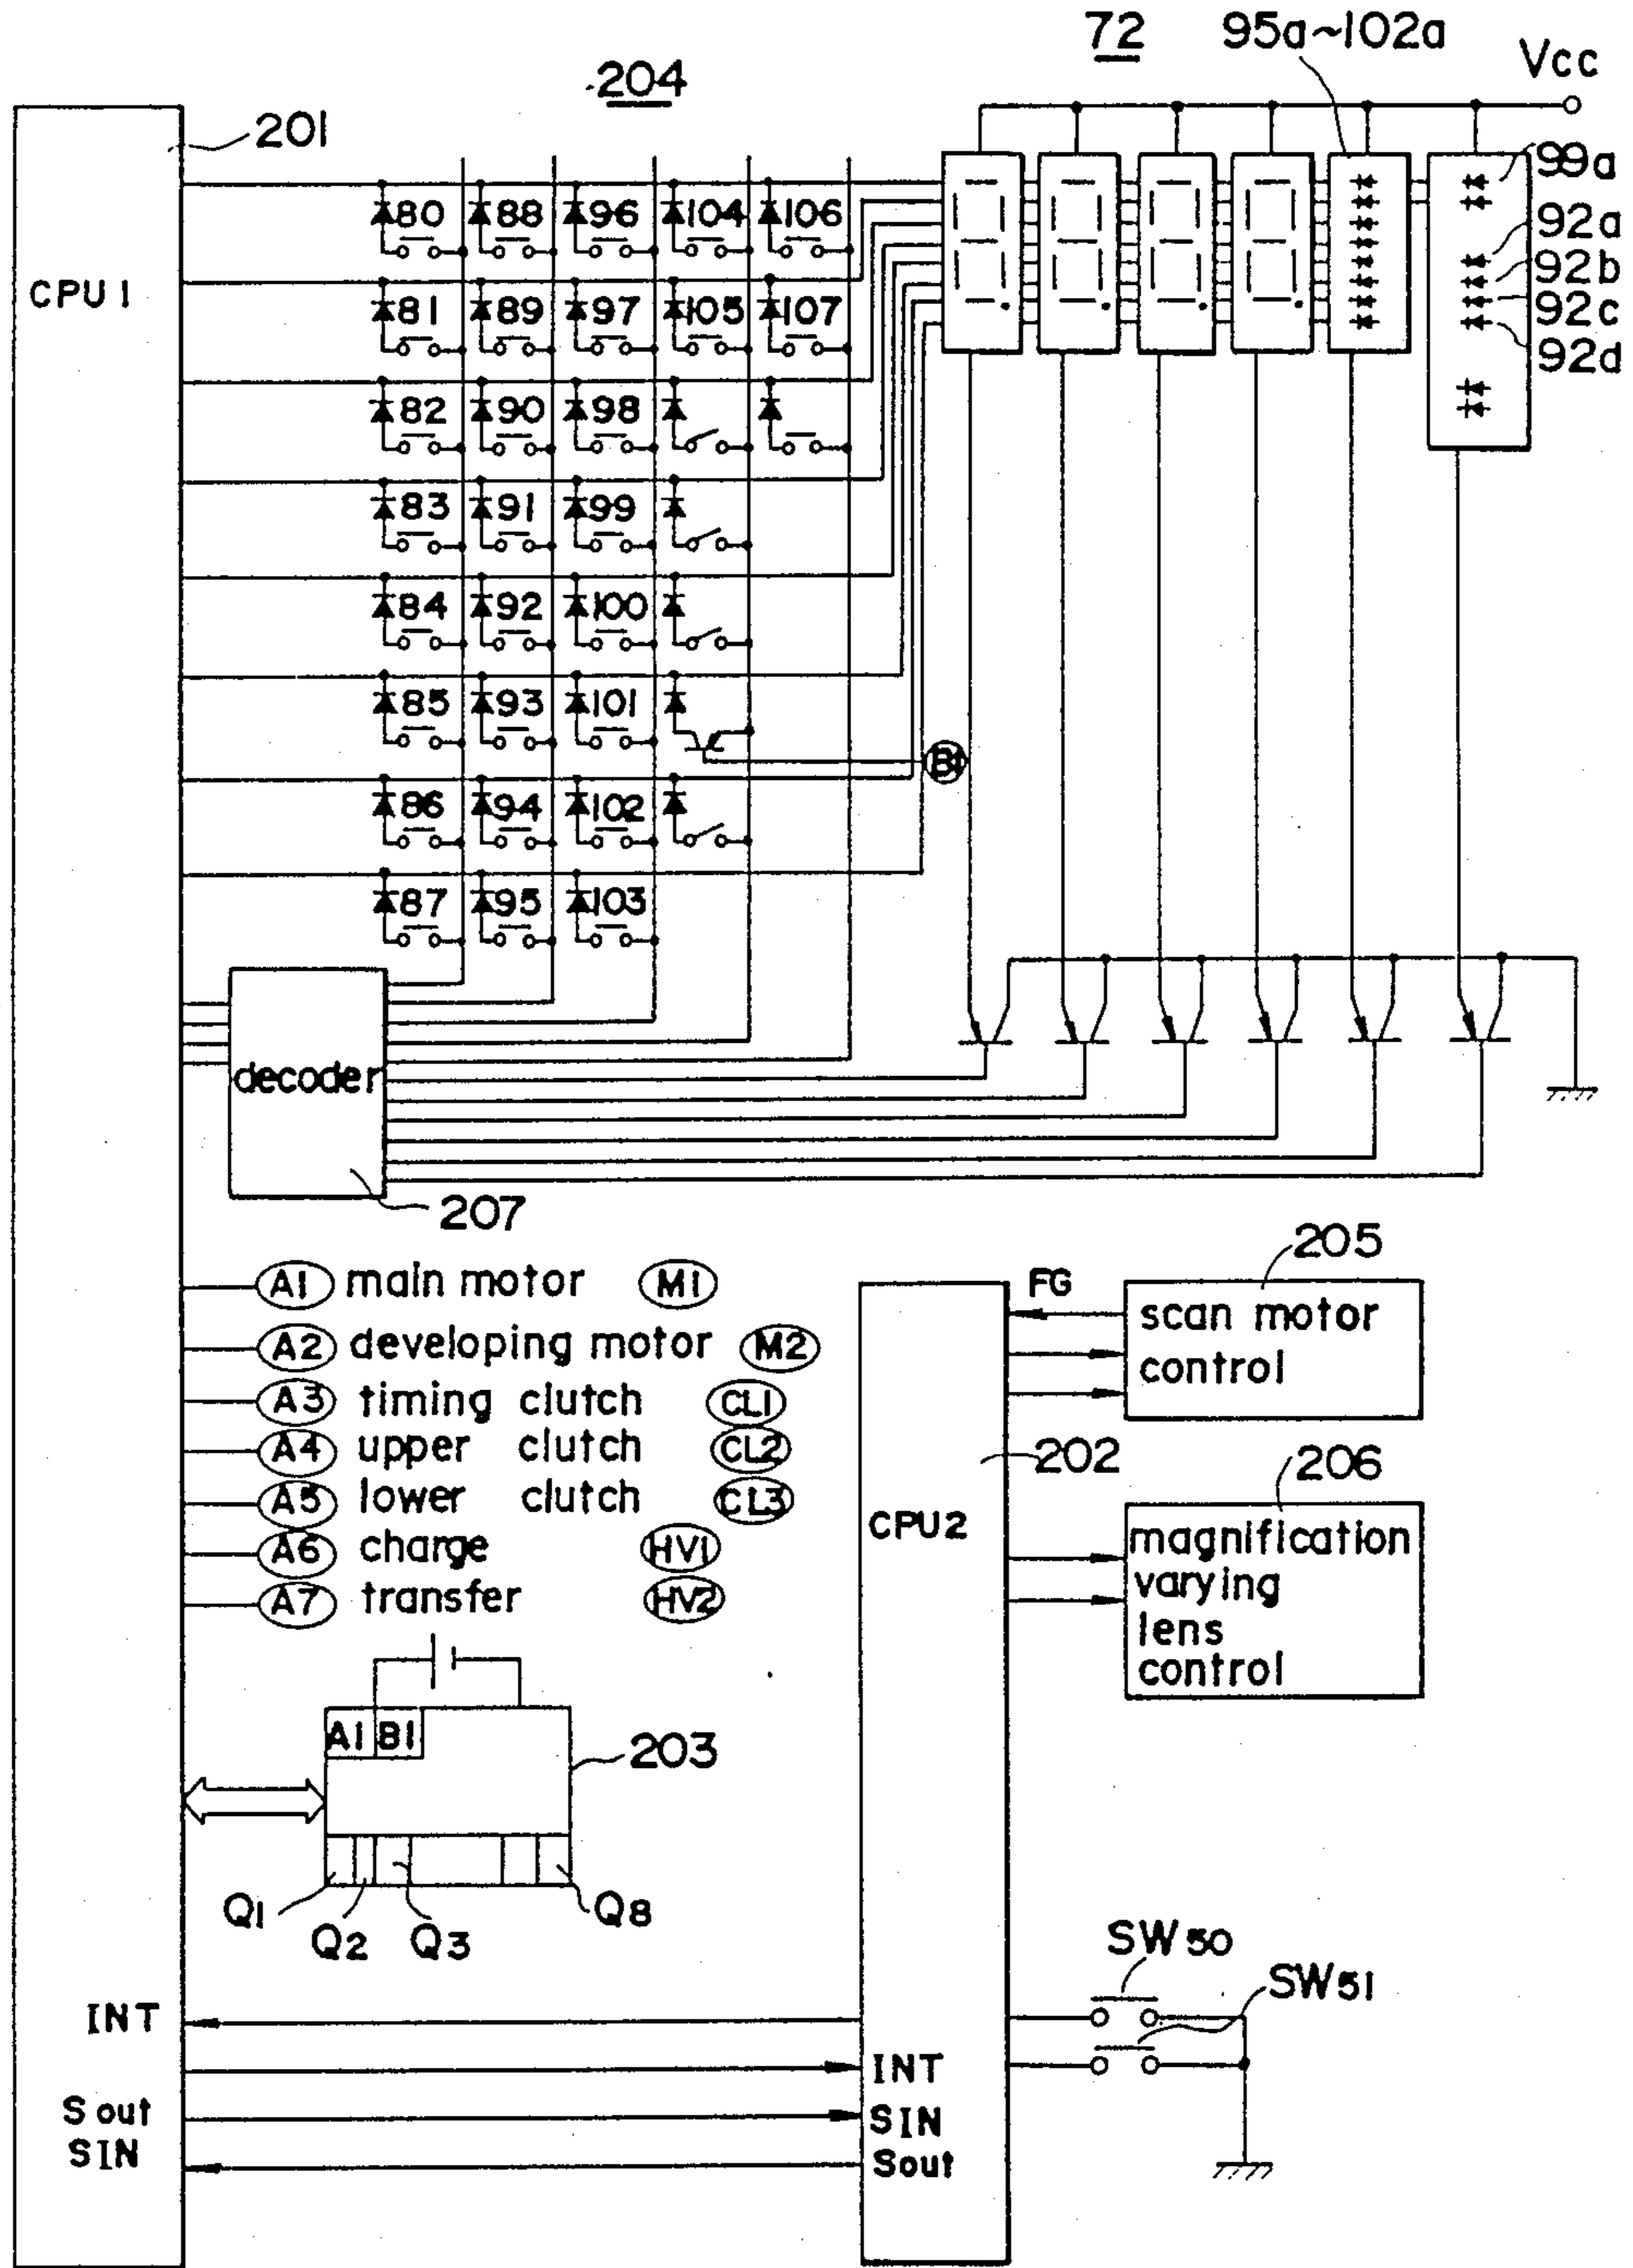 72 95a~102a
Vcc
204
201
99a
80 88 96 104 106
92a
92b
CPU1
81 89 97 105 107
92c
92d
82 90 98
83 91 99
84 92 100
85 93 101
B1
86 94 102
87 95 103
decoder
207
205
A1 main motor M1
FG
scan motor
control
A2 developing motor M2
A3 timing clutch CL1
A4 upper clutch CL2
202
206
A5 lower clutch CL3
CPU2
magnification
varying
lens
control
A6 charge HV1
A7 transfer HV2
A1 B1
203
Q1
Q2
Q3
Q8
SW50
SW51
INT
INT
S out
SIN
SIN
Sout